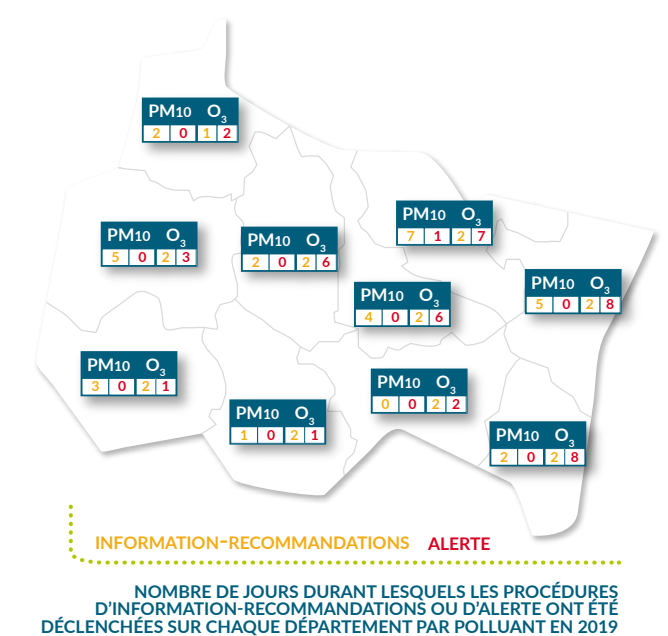 PM10 O3
2 0 1 2
PM10 O3
7 1 2 7
PM10 O3
5 0 2 3
PM10 O3
2 0 2 6
PM10 O3
5 0 2 8
PM10 O3
4 0 2 6
PM10 O3
3 0 2 1
PM10 O3
0 0 2 2
PM10 O3
1 0 2 1
PM10 O3
2 0 2 8
INFORMATION-RECOMMANDATIONS ALERTE
NOMBRE DE JOURS DURANT LESQUELS LES PROCÉDURES
D'INFORMATION-RECOMMANDATIONS OU D'ALERTE ONT ÉTÉ
DÉCLENCHÉES SUR CHAQUE DÉPARTEMENT PAR POLLUANT EN 2019